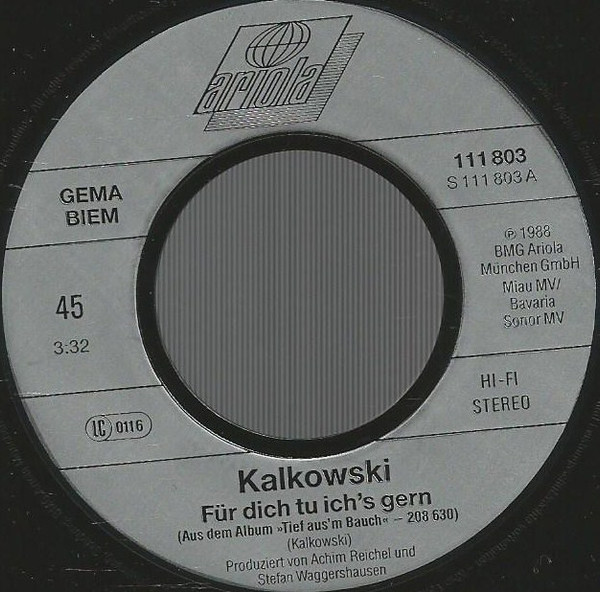 ariola
111 803
S 111 803 A
GEMA
BIEM
℗ 1988
BMG Ariola
München GmbH
Miau MV/
Bavaria
Sonor MV
45
3:32
HI-FI
STEREO
LC 0116
Kalkowski
Für dich tu ich's gern
(Aus dem Album »Tief aus'm Bauch« – 208 630)
(Kalkowski)
Produziert von Achim Reichel und
Stefan Waggershausen